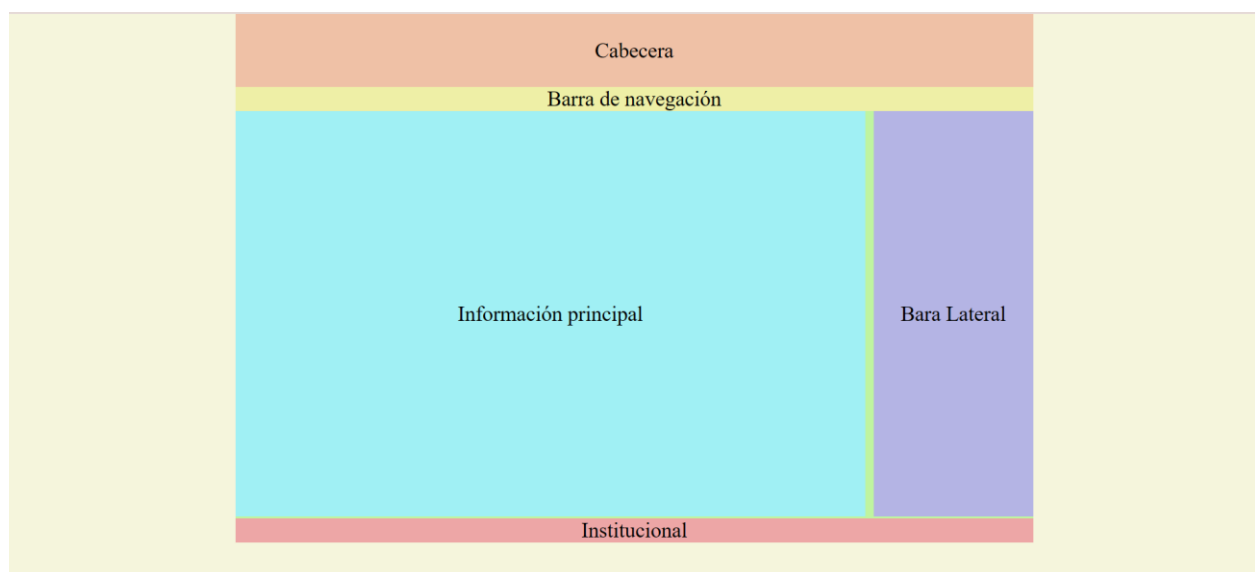 Cabecera
Barra de navegación
Información principal
Bara Lateral
Institucional